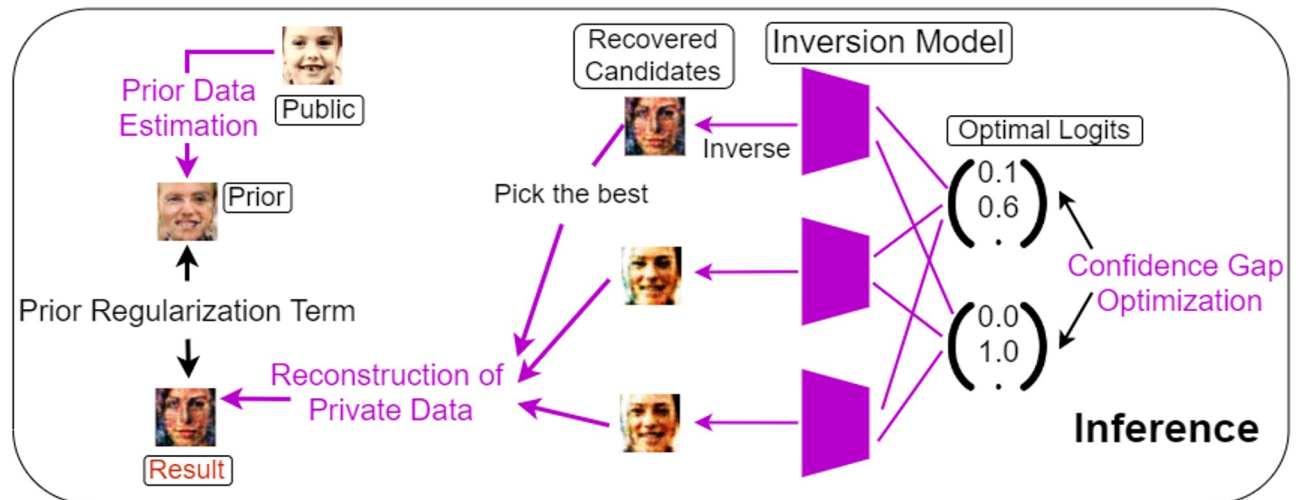 Prior Data
Estimation
Public
Prior
Prior Regularization Term
Reconstruction of
Private Data
Result
Recovered
Candidates
Inversion Model
Inverse
Pick the best
Optimal Logits
0.1
0.6
.
Confidence Gap
Optimization
0.0
1.0
.
Inference